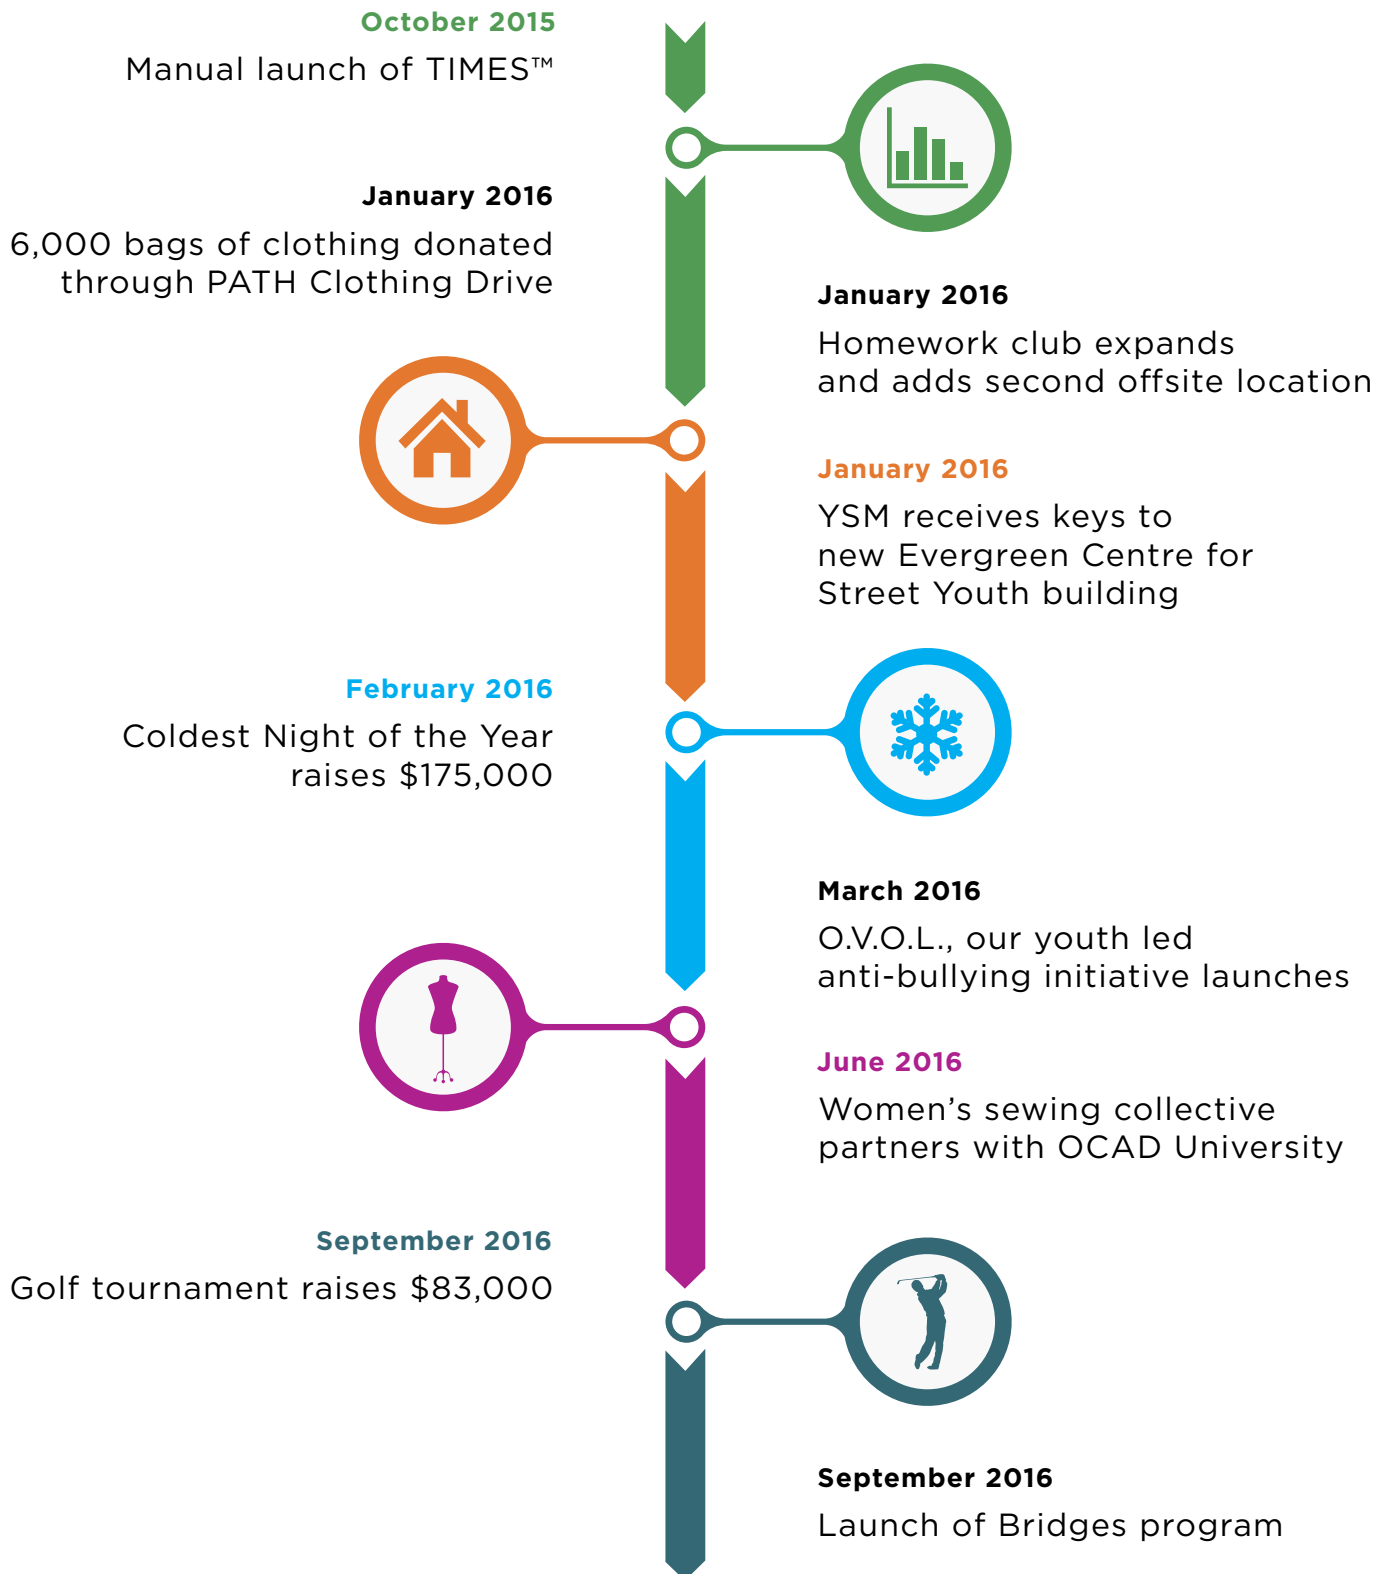 October 2015
Manual launch of TIMES™
January 2016
6,000 bags of clothing donated
through PATH Clothing Drive
January 2016
Homework club expands
and adds second offsite location
January 2016
YSM receives keys to
new Evergreen Centre for
Street Youth building
February 2016
Coldest Night of the Year
raises $175,000
March 2016
O.V.O.L., our youth led
anti-bullying initiative launches
June 2016
Women’s sewing collective
partners with OCAD University
September 2016
Golf tournament raises $83,000
September 2016
Launch of Bridges program